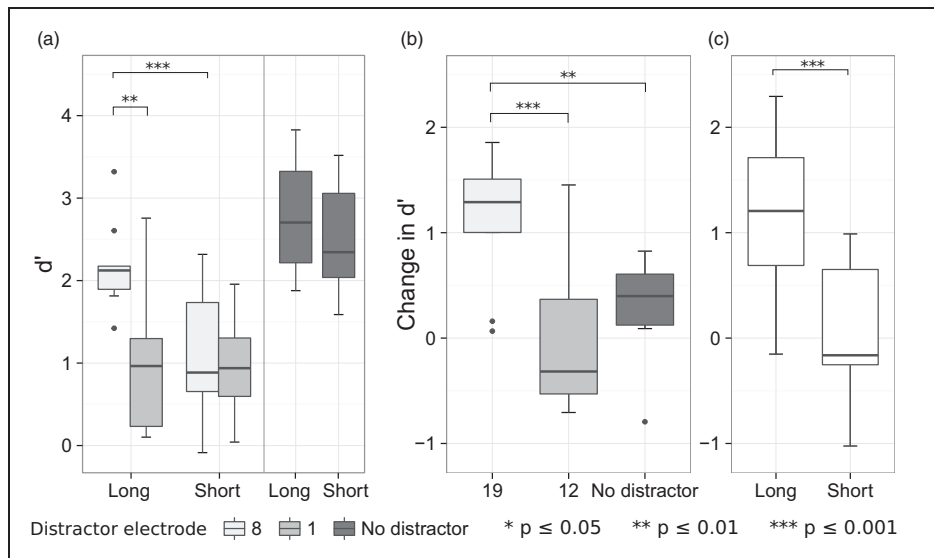 (a)
(b)
(c)
***
**
**
***
***
4
3
2
1
0
d'
2
1
0
−1
Change in d'
2
1
0
−1
Long Short Long Short
19 12 No distractor
Long Short
Distractor electrode 8 1 No distractor * p ≤ 0.05 ** p ≤ 0.01 *** p ≤ 0.001